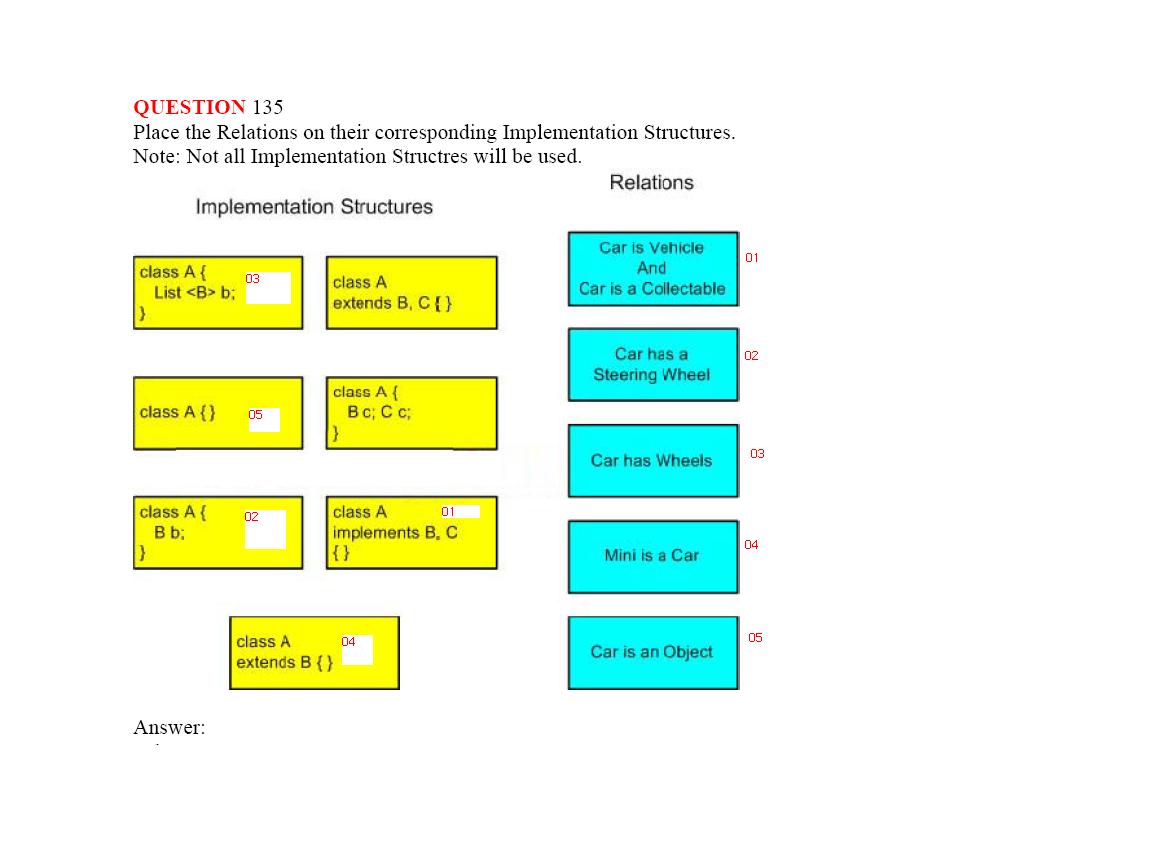 QUESTION 135
Place the Relations on their corresponding Implementation Structures.
Note: Not all Implementation Structres will be used.
Relations
Implementation Structures
class A {
List <B> b;
}
03
class A
extends B, C { }
class A { }
05
class A {
B c; C c;
}
class A {
B b;
}
02
class A
implements B, C
{ }
01
class A
extends B { }
04
Car is Vehicle
And
Car is a Collectable
01
Car has a
Steering Wheel
02
Car has Wheels
03
Mini is a Car
04
Car is an Object
05
Answer: